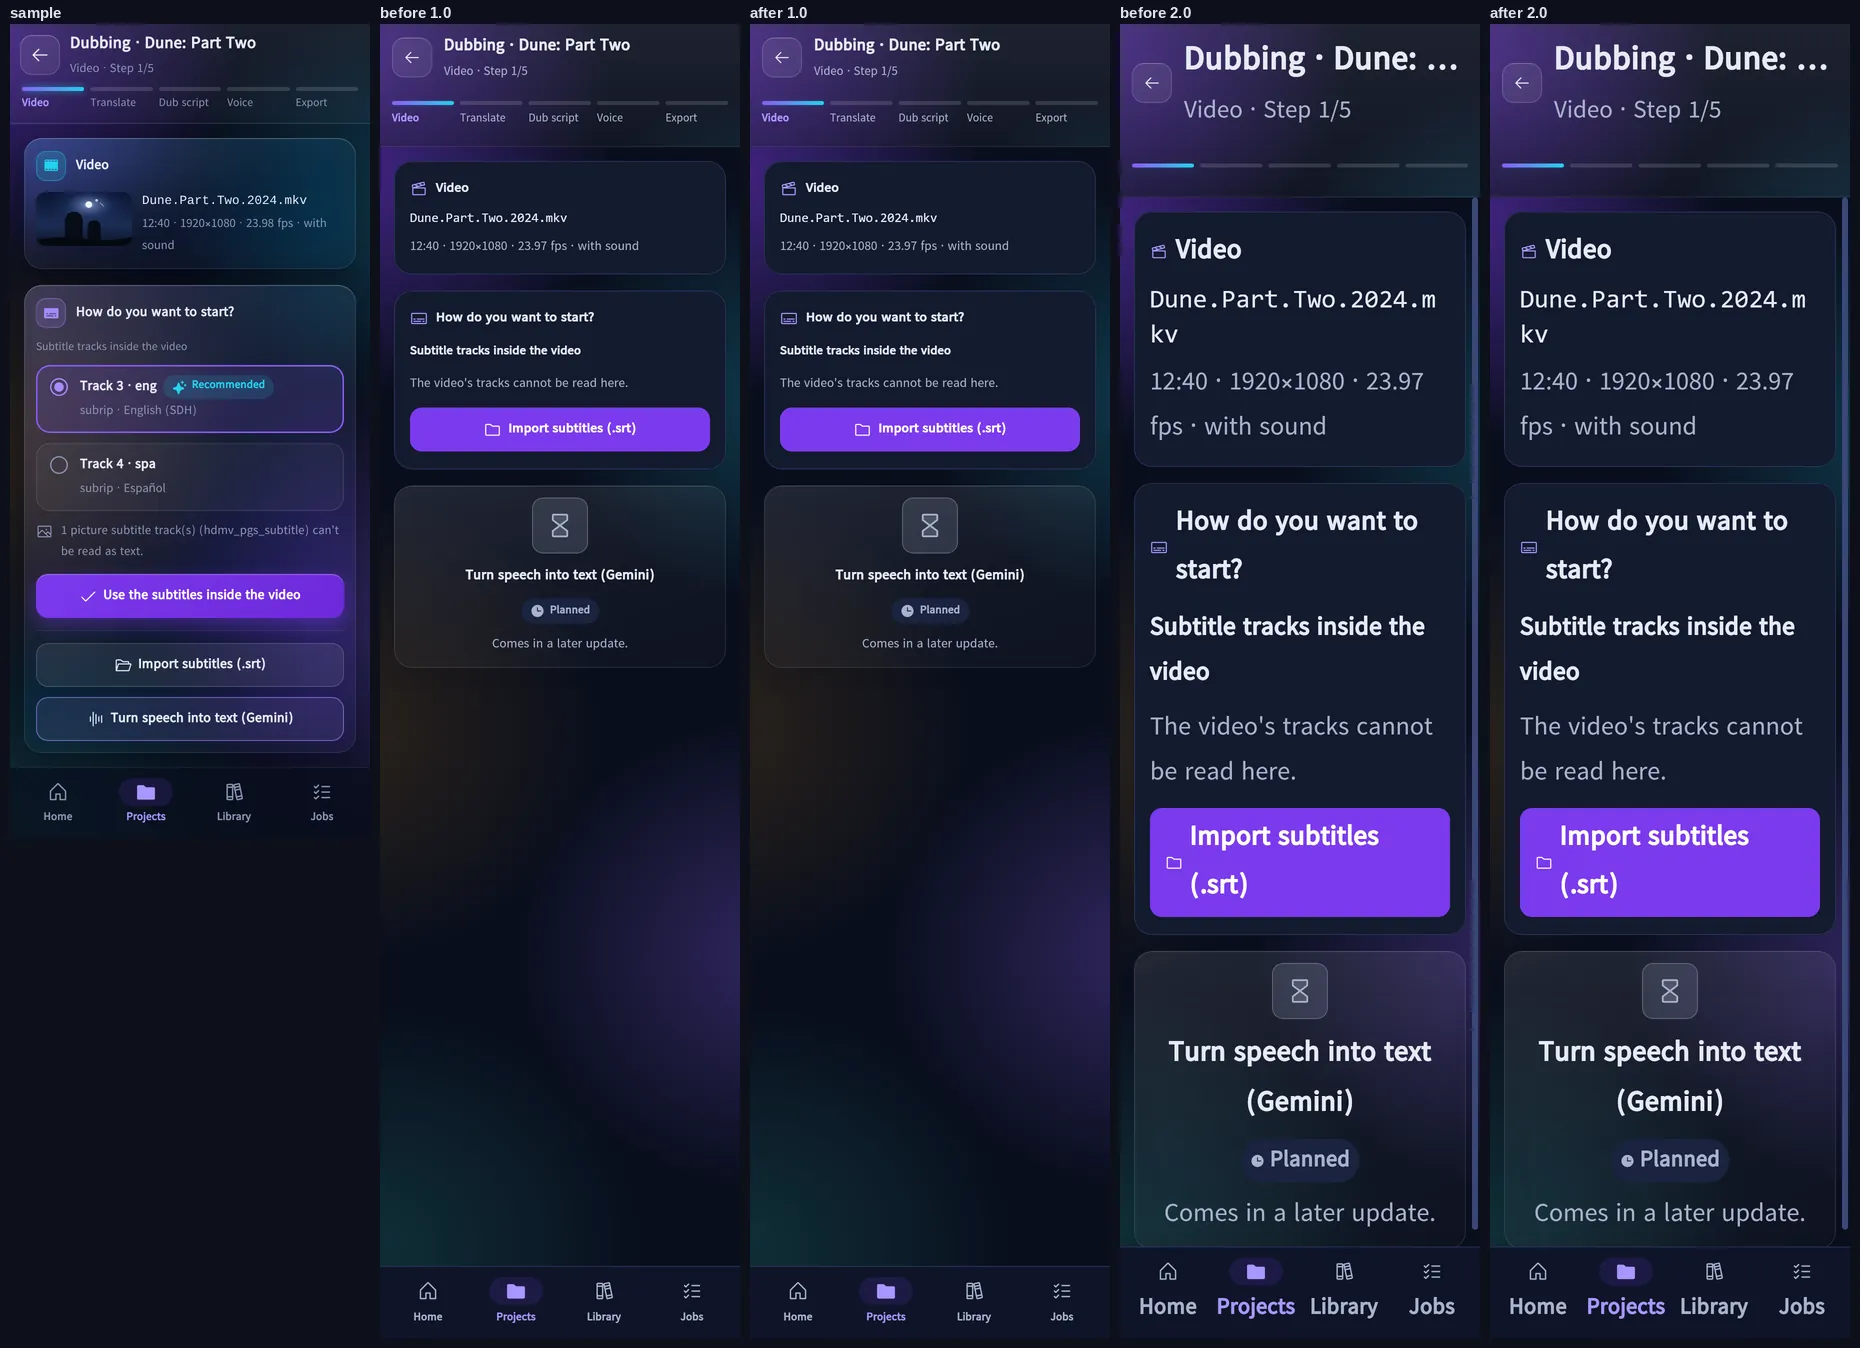 sample
Dubbing · Dune: Part Two
Video · Step 1/5
Video
Translate
Dub script
Voice
Export
Video
Dune.Part.Two.2024.mkv
12:40 · 1920×1080 · 23.98 fps · with
sound
How do you want to start?
Subtitle tracks inside the video
Track 3 · eng
Recommended
subrip · English (SDH)
Track 4 · spa
subrip · Español
1 picture subtitle track(s) (hdmv_pgs_subtitle) can't
be read as text.
Use the subtitles inside the video
Import subtitles (.srt)
Turn speech into text (Gemini)
Home
Projects
Library
Jobs
before 1.0
Dubbing · Dune: Part Two
Video · Step 1/5
Video
Translate
Dub script
Voice
Export
Video
Dune.Part.Two.2024.mkv
12:40 · 1920×1080 · 23.97 fps · with sound
How do you want to start?
Subtitle tracks inside the video
The video's tracks cannot be read here.
Import subtitles (.srt)
Turn speech into text (Gemini)
Planned
Comes in a later update.
Home
Projects
Library
Jobs
after 1.0
Dubbing · Dune: Part Two
Video · Step 1/5
Video
Translate
Dub script
Voice
Export
Video
Dune.Part.Two.2024.mkv
12:40 · 1920×1080 · 23.97 fps · with sound
How do you want to start?
Subtitle tracks inside the video
The video's tracks cannot be read here.
Import subtitles (.srt)
Turn speech into text (Gemini)
Planned
Comes in a later update.
Home
Projects
Library
Jobs
before 2.0
Dubbing · Dune: ...
Video · Step 1/5
Video
Dune.Part.Two.2024.m
kv
12:40 · 1920×1080 · 23.97
fps · with sound
How do you want to
start?
Subtitle tracks inside the
video
The video's tracks cannot
be read here.
Import subtitles
(.srt)
Turn speech into text
(Gemini)
Planned
Comes in a later update.
Home
Projects
Library
Jobs
after 2.0
Dubbing · Dune: ...
Video · Step 1/5
Video
Dune.Part.Two.2024.m
kv
12:40 · 1920×1080 · 23.97
fps · with sound
How do you want to
start?
Subtitle tracks inside the
video
The video's tracks cannot
be read here.
Import subtitles
(.srt)
Turn speech into text
(Gemini)
Planned
Comes in a later update.
Home
Projects
Library
Jobs